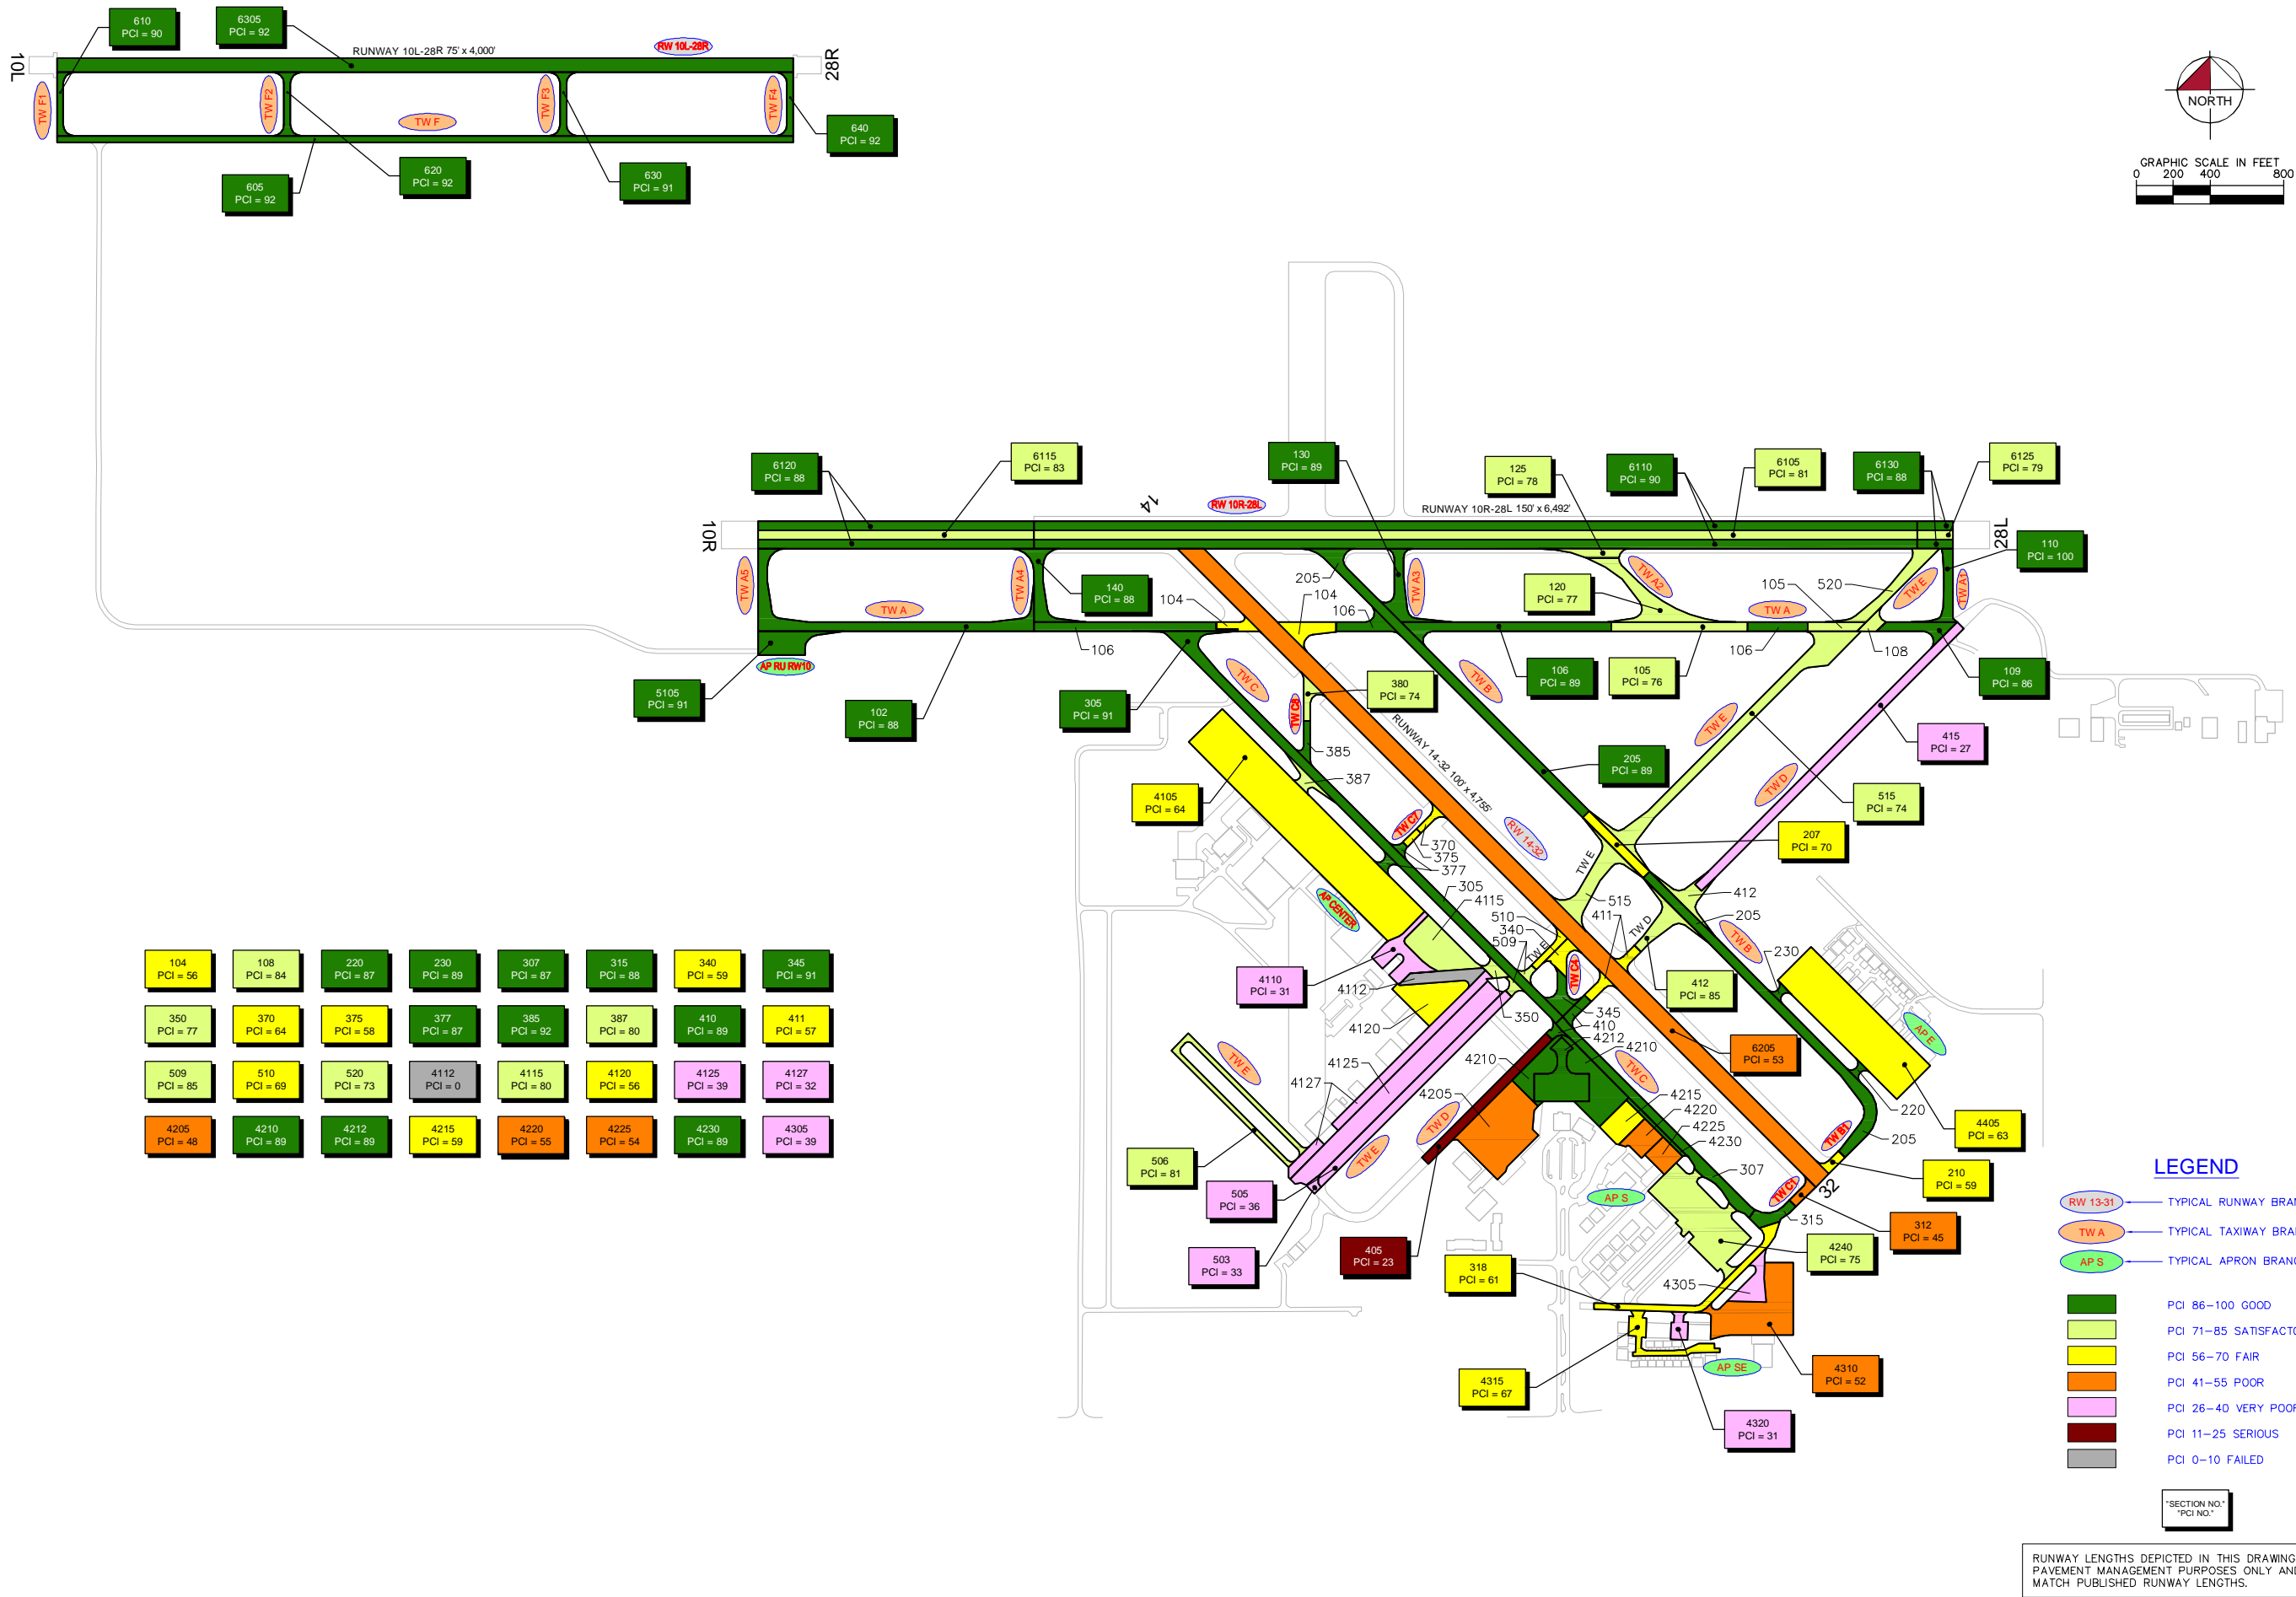 610
PCI = 90
6305
PCI = 92
RUNWAY 10L-28R 75' x 4,000'
RW 10L-28R
10L
28R
TW F1
TW F2
TW F
TW F3
TW F4
605
PCI = 92
620
PCI = 92
630
PCI = 91
640
PCI = 92
NORTH
GRAPHIC SCALE IN FEET
0 200 400 800
6120
PCI = 88
6115
PCI = 83
130
PCI = 89
125
PCI = 78
6110
PCI = 90
6105
PCI = 81
6130
PCI = 88
6125
PCI = 79
14
RW 10R-28L
RUNWAY 10R-28L 150' x 6,492'
10R
28L
110
PCI = 100
TW A5
TW A
TW A4
140
PCI = 88
104
205
104
106
TW A3
120
PCI = 77
TW A2
105
TW A
520
TW E
TW A1
AP RU RW10
106
106
108
5105
PCI = 91
102
PCI = 88
305
PCI = 91
TW C
TW C8
380
PCI = 74
TW B
106
PCI = 89
105
PCI = 76
109
PCI = 86
385
387
RUNWAY 14-32 100' x 4,755'
205
PCI = 89
TW E
415
PCI = 27
TW D
515
PCI = 74
4105
PCI = 64
TW C7
370
375
377
RW 14-32
207
PCI = 70
TW E
305
4115
AP CENTER
510
340
509
TW E
515
411
TW D
412
205
TW B
230
4110
PCI = 31
4112
4120
350
TW C4
345
410
4212
4210
412
PCI = 85
6205
PCI = 53
AP E
4125
4127
4210
4205
TW D
TW C
4215
4220
4225
4230
307
TW E
506
PCI = 81
505
PCI = 36
TW E
503
PCI = 33
405
PCI = 23
AP S
TW B1
220
205
4405
PCI = 63
210
PCI = 59
TW C1
32
315
312
PCI = 45
4240
PCI = 75
318
PCI = 61
4305
4315
PCI = 67
AP SE
4310
PCI = 52
4320
PCI = 31
104
PCI = 56
108
PCI = 84
220
PCI = 87
230
PCI = 89
307
PCI = 87
315
PCI = 88
340
PCI = 59
345
PCI = 91
350
PCI = 77
370
PCI = 64
375
PCI = 58
377
PCI = 87
385
PCI = 92
387
PCI = 80
410
PCI = 89
411
PCI = 57
509
PCI = 85
510
PCI = 69
520
PCI = 73
4112
PCI = 0
4115
PCI = 80
4120
PCI = 56
4125
PCI = 39
4127
PCI = 32
4205
PCI = 48
4210
PCI = 89
4212
PCI = 89
4215
PCI = 59
4220
PCI = 55
4225
PCI = 54
4230
PCI = 89
4305
PCI = 39
LEGEND
RW 13-31 TYPICAL RUNWAY BRAN
TW A TYPICAL TAXIWAY BRA
AP S TYPICAL APRON BRANC
PCI 86-100 GOOD
PCI 71-85 SATISFACTO
PCI 56-70 FAIR
PCI 41-55 POOR
PCI 26-40 VERY POOR
PCI 11-25 SERIOUS
PCI 0-10 FAILED
"SECTION NO."
"PCI NO."
RUNWAY LENGTHS DEPICTED IN THIS DRAWING
PAVEMENT MANAGEMENT PURPOSES ONLY AND
MATCH PUBLISHED RUNWAY LENGTHS.